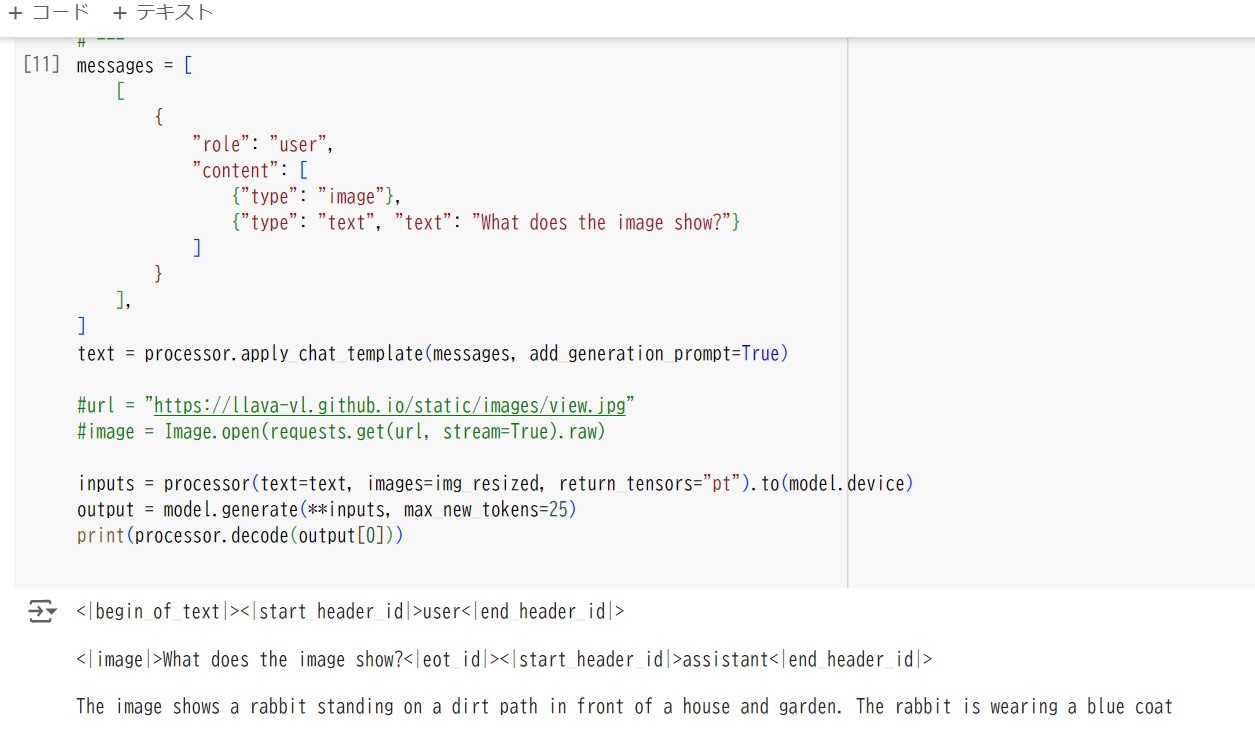 + コード + テキスト
# ===
[11] messages = [
[
{
"role": "user",
"content": [
{"type": "image"},
{"type": "text", "text": "What does the image show?"}
]
}
],
]
text = processor.apply_chat_template(messages, add_generation_prompt=True)
#url = "https://llava-vl.github.io/static/images/view.jpg"
#image = Image.open(requests.get(url, stream=True).raw)
inputs = processor(text=text, images=img_resized, return_tensors="pt").to(model.device)
output = model.generate(**inputs, max_new_tokens=25)
print(processor.decode(output[0]))
<|begin_of_text|><|start_header_id|>user<|end_header_id|>
<|image|>What does the image show?<|eot_id|><|start_header_id|>assistant<|end_header_id|>
The image shows a rabbit standing on a dirt path in front of a house and garden. The rabbit is wearing a blue coat